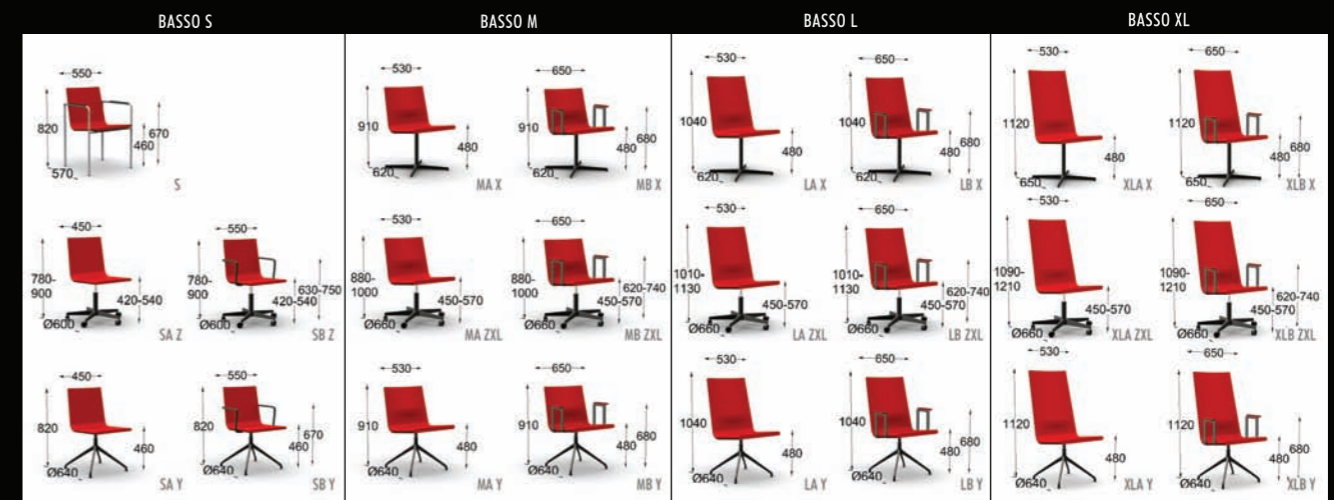 BASSO S
BASSO M
BASSO L
BASSO XL
550
820
670
460
570
S
530
910
480
620
MA X
650
910
680
480
620
MB X
530
1040
480
620
LA X
650
1040
680
480
620
LB X
530
1120
480
650
XLA X
650
1120
680
480
650
XLB X
450
780-
900
420-540
Ø600
SA Z
550
780-
900
630-750
420-540
Ø600
SB Z
530
880-
1000
450-570
Ø660
MA ZXL
650
880-
1000
620-740
450-570
Ø660
MB ZXL
530
1010-
1130
450-570
Ø660
LA ZXL
650
1010-
1130
620-740
450-570
Ø660
LB ZXL
530
1090-
1210
450-570
Ø660
XLA ZXL
650
1090-
1210
620-740
450-570
Ø660
XLB ZXL
450
820
460
Ø640
SA Y
550
820
670
460
Ø640
SB Y
530
910
480
Ø640
MA Y
650
910
680
480
Ø640
MB Y
530
1040
480
Ø640
LA Y
650
1040
680
480
Ø640
LB Y
530
1120
480
Ø640
XLA Y
650
1120
680
480
Ø640
XLB Y